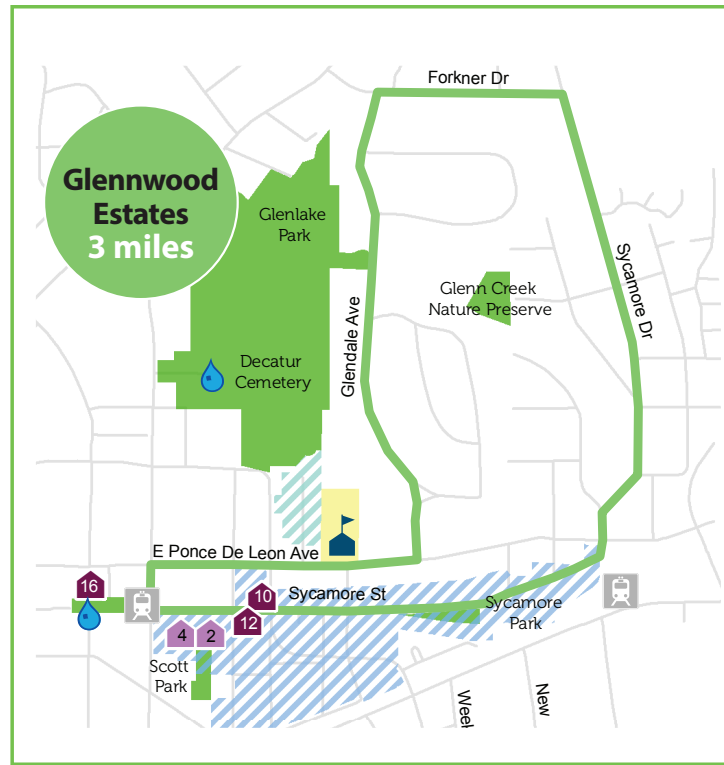 Forkner Dr
Glennwood
Estates
3 miles
Glenlake
Park
Sycamore Dr
Glenn Creek
Nature Preserve
Glendale Ave
Decatur
Cemetery
E Ponce De Leon Ave
16
10
Sycamore St
12
Sycamore
Park
4
2
Scott
Park
New